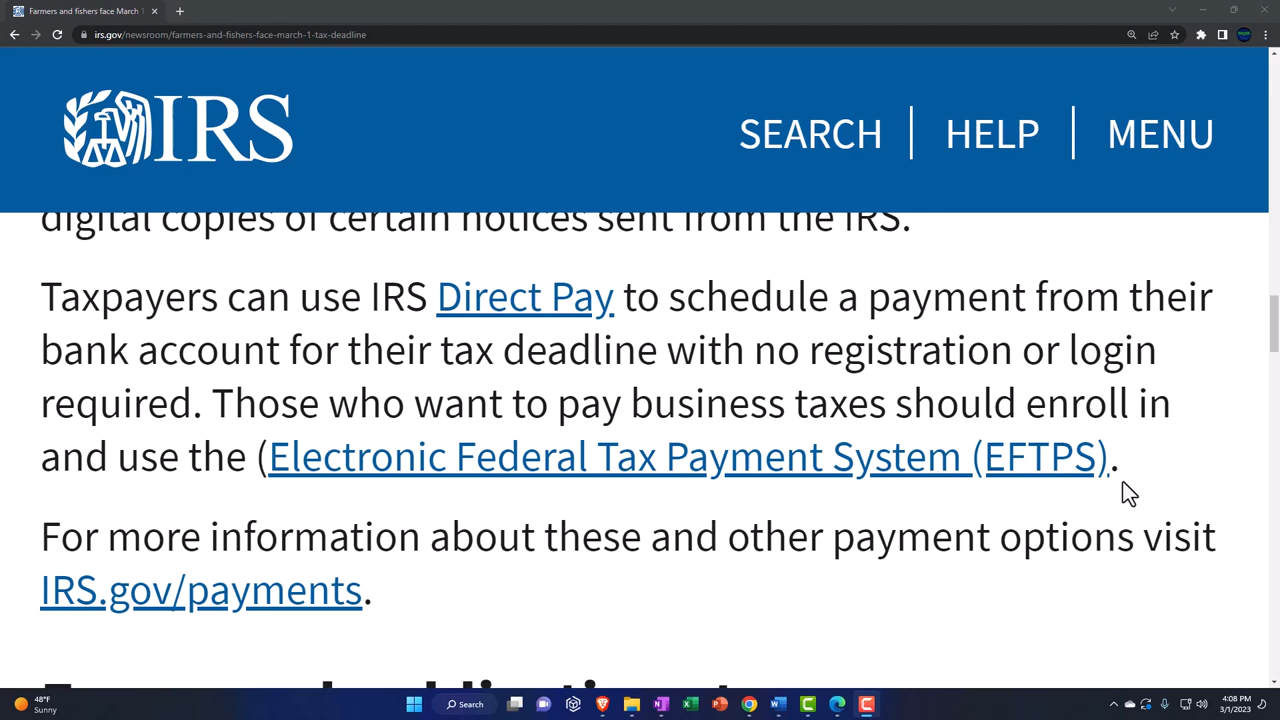 Farmers and fishers face March 1
irs.gov/newsroom/farmers-and-fishers-face-march-1-tax-deadline
IRS
SEARCH | HELP | MENU
digital copies of certain notices sent from the IRS.
Taxpayers can use IRS Direct Pay to schedule a payment from their
bank account for their tax deadline with no registration or login
required. Those who want to pay business taxes should enroll in
and use the (Electronic Federal Tax Payment System (EFTPS).
For more information about these and other payment options visit
IRS.gov/payments.
48°F
Sunny
Search
4:08 PM
3/1/2023